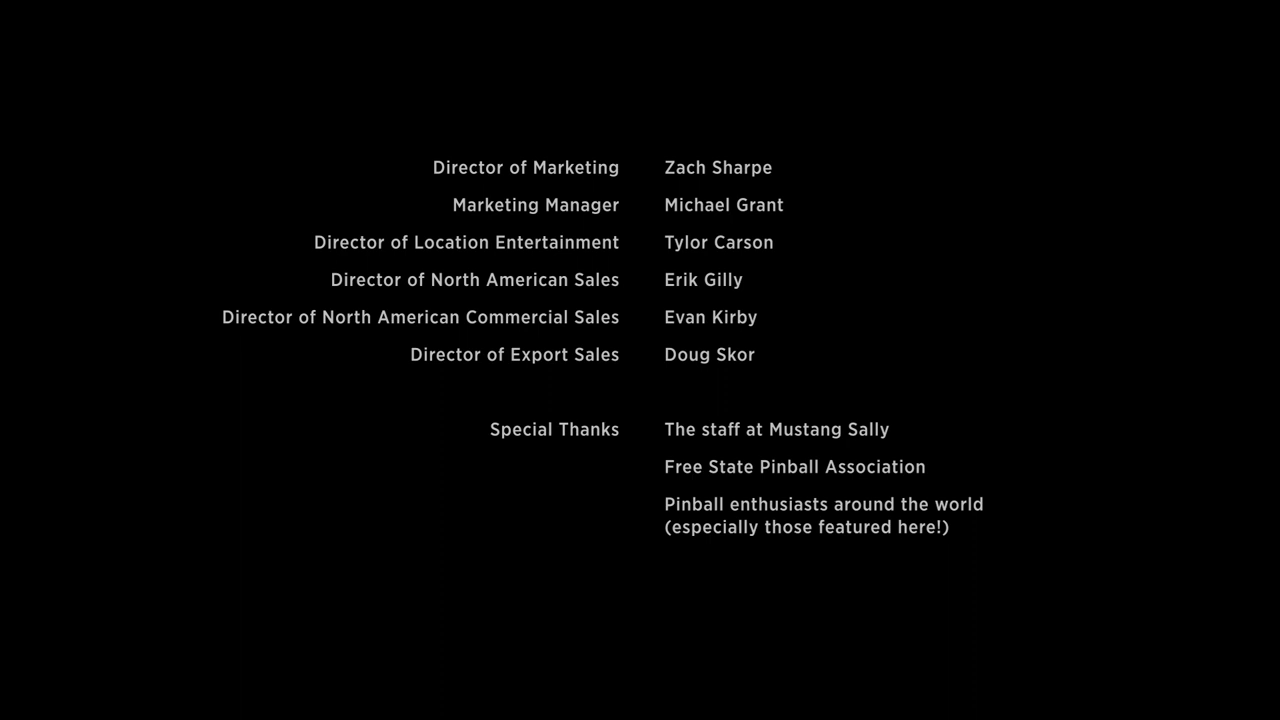 Director of Marketing Zach Sharpe
Marketing Manager Michael Grant
Director of Location Entertainment Tylor Carson
Director of North American Sales Erik Gilly
Director of North American Commercial Sales Evan Kirby
Director of Export Sales Doug Skor
Special Thanks The staff at Mustang Sally
Free State Pinball Association
Pinball enthusiasts around the world
(especially those featured here!)